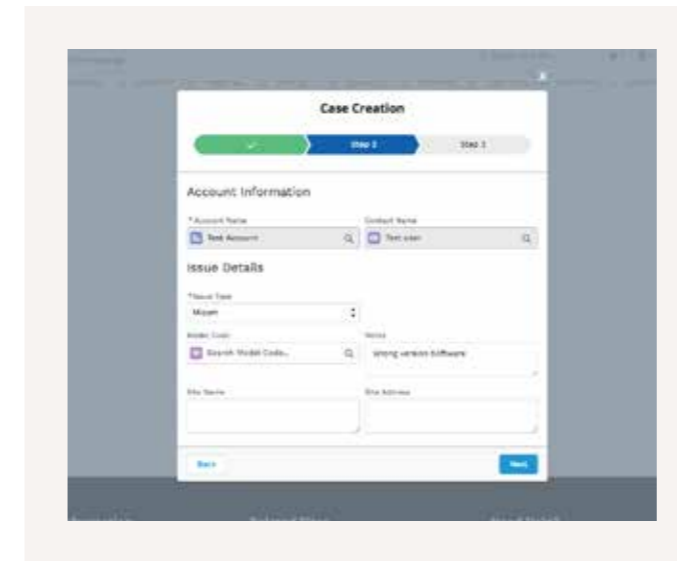 Case Creation
Step 2
Step 3
Account Information
*Account Name
Contact Name
Test Account
Test user
Issue Details
*Issue Type
Model Code
Notes
Search Model Code...
wrong version software
Site Name
Site Address
Back
Next